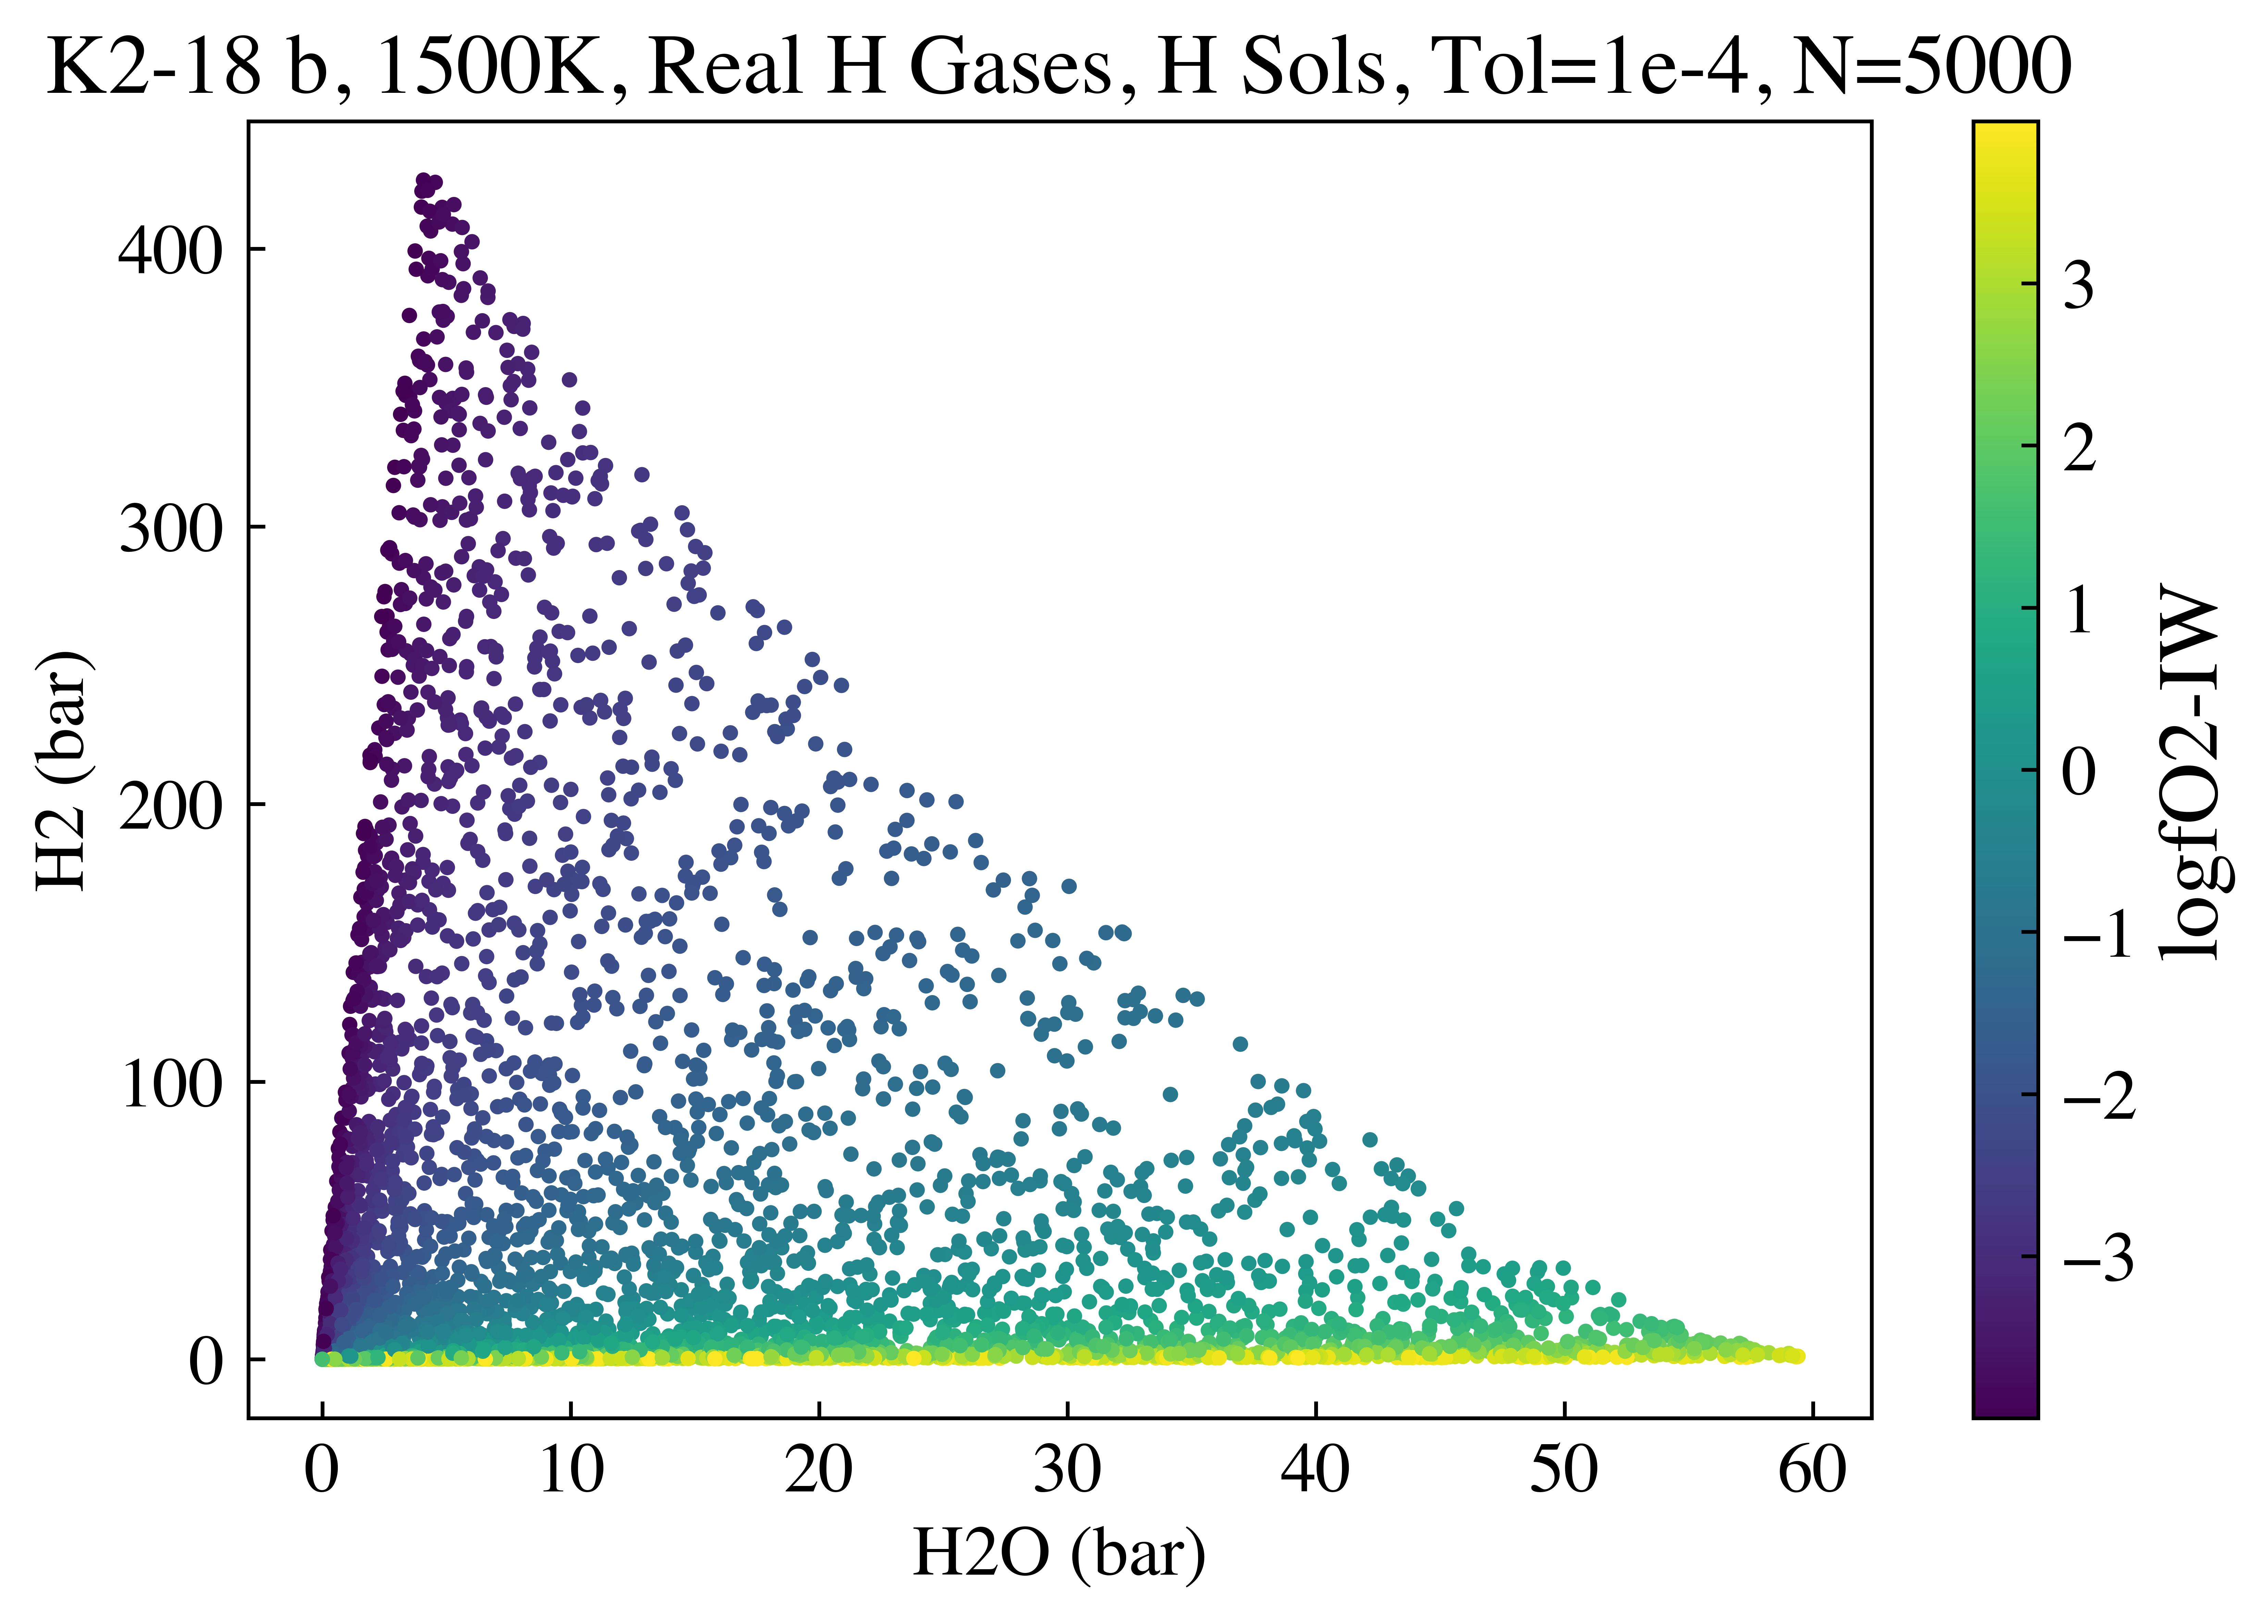 K2-18 b, 1500K, Real H Gases, H Sols, Tol=1e-4, N=5000
H2 (bar)
400
300
200
100
0
0 10 20 30 40 50 60
H2O (bar)
3
2
1
0
−1
−2
−3
logfO2-IW